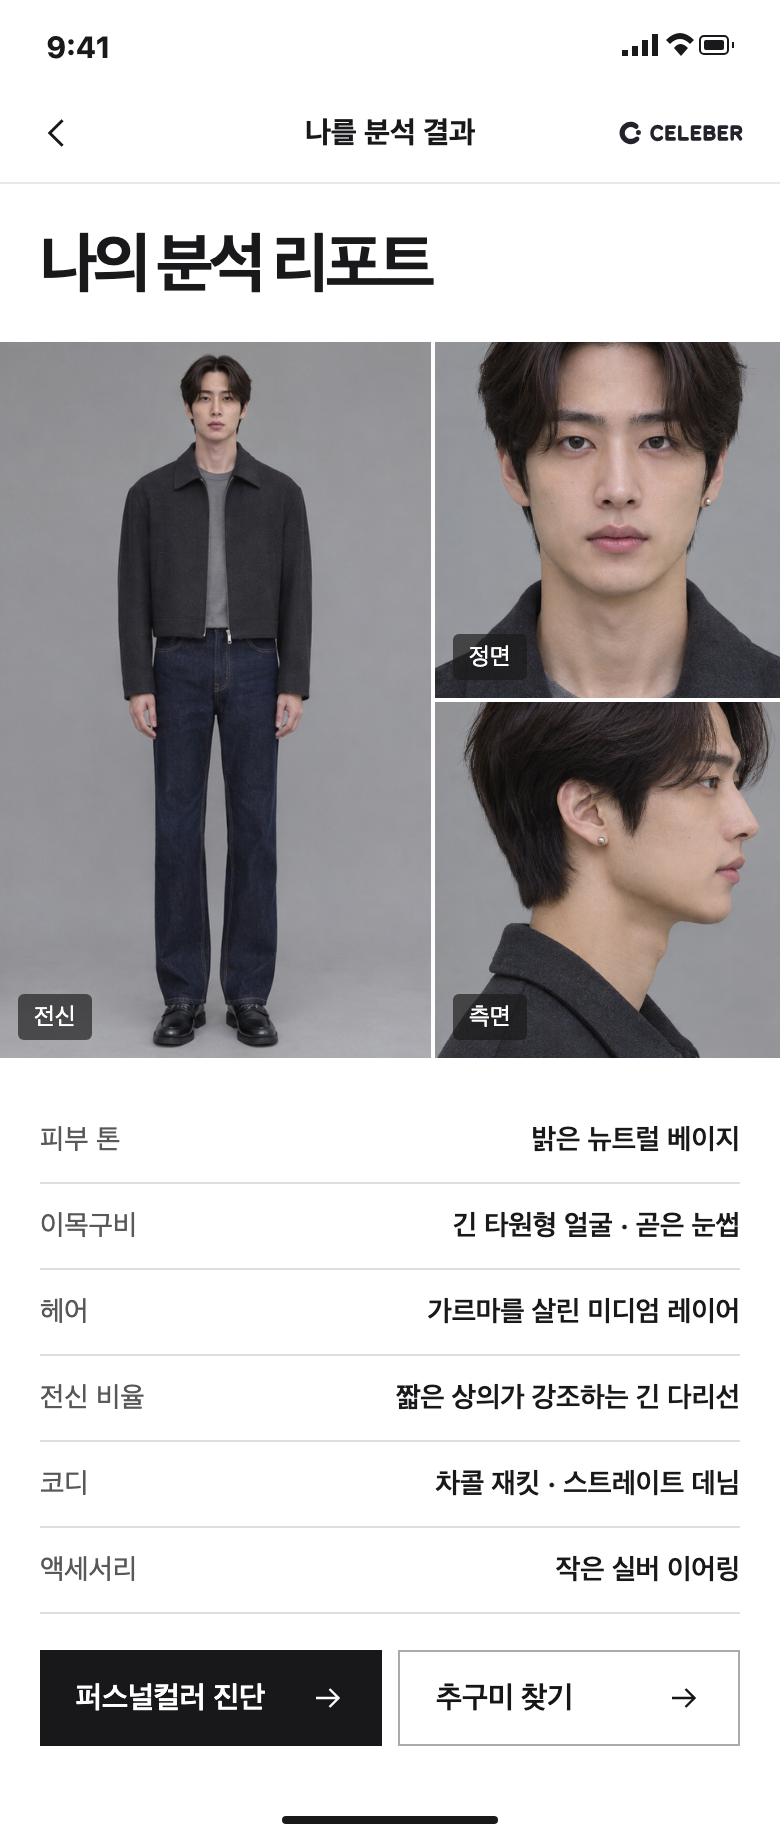 9:41
나를 분석 결과
CELEBER
나의 분석 리포트
전신
정면
측면
피부 톤 밝은 뉴트럴 베이지
이목구비 긴 타원형 얼굴 · 곧은 눈썹
헤어 가르마를 살린 미디엄 레이어
전신 비율 짧은 상의가 강조하는 긴 다리선
코디 차콜 재킷 · 스트레이트 데님
액세서리 작은 실버 이어링
퍼스널컬러 진단 →
추구미 찾기 →